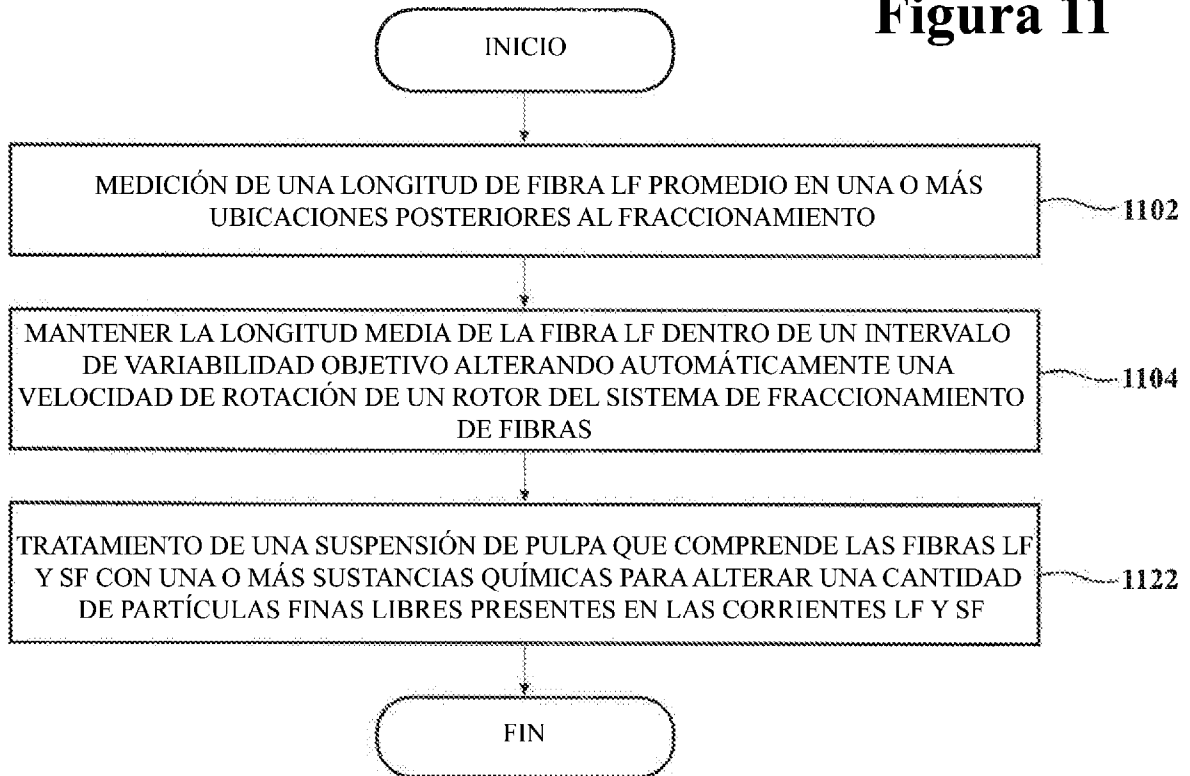 Figura 11
INICIO
MEDICIÓN DE UNA LONGITUD DE FIBRA LF PROMEDIO EN UNA O MÁS
UBICACIONES POSTERIORES AL FRACCIONAMIENTO
1102
MANTENER LA LONGITUD MEDIA DE LA FIBRA LF DENTRO DE UN INTERVALO
DE VARIABILIDAD OBJETIVO ALTERANDO AUTOMÁTICAMENTE UNA
VELOCIDAD DE ROTACIÓN DE UN ROTOR DEL SISTEMA DE FRACCIONAMIENTO
DE FIBRAS
1104
TRATAMIENTO DE UNA SUSPENSIÓN DE PULPA QUE COMPRENDE LAS FIBRAS LF
Y SF CON UNA O MÁS SUSTANCIAS QUÍMICAS PARA ALTERAR UNA CANTIDAD
DE PARTÍCULAS FINAS LIBRES PRESENTES EN LAS CORRIENTES LF Y SF
1122
FIN